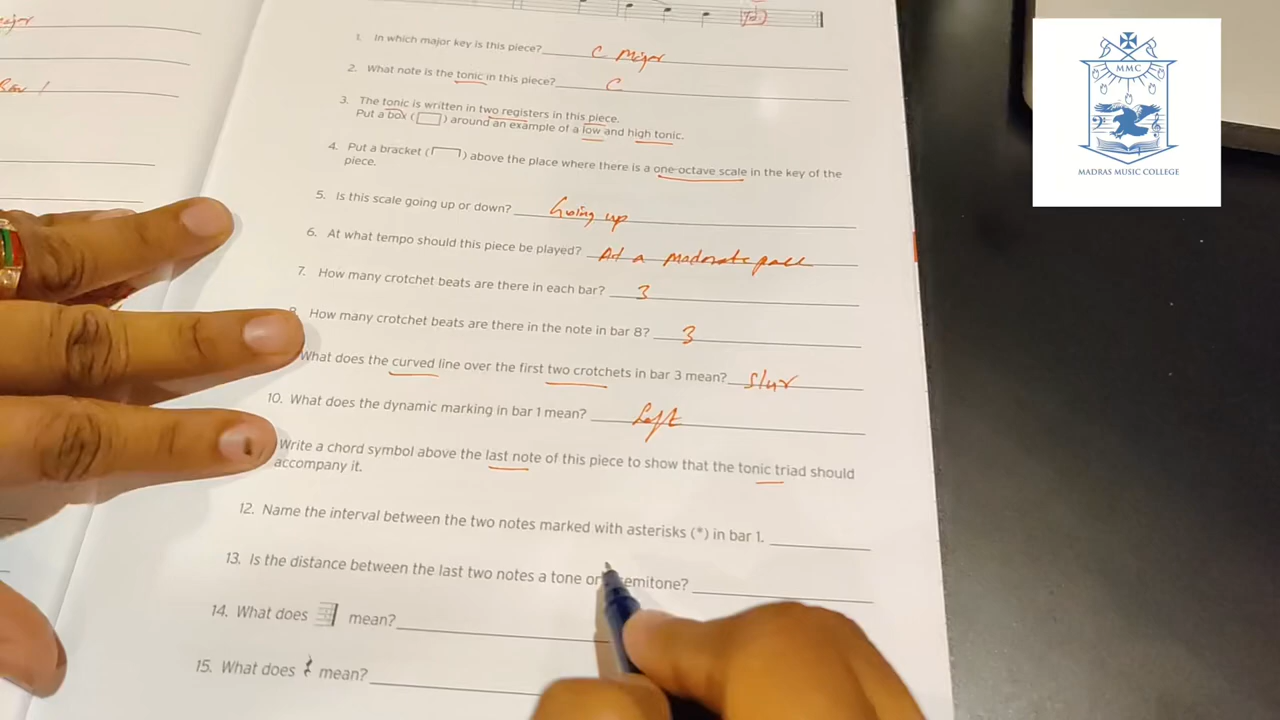 ajor
1. In which major key is this piece? C Major
2. What note is the tonic in this piece? C
3. The tonic is written in two registers in this piece.
Put a box ( ) around an example of a low and high tonic.
4. Put a bracket ( ) above the place where there is a one-octave scale in the key of the
piece.
5. Is this scale going up or down? Going up
6. At what tempo should this piece be played? At a moderate pace
7. How many crotchet beats are there in each bar? 3
8. How many crotchet beats are there in the note in bar 8? 3
What does the curved line over the first two crotchets in bar 3 mean? Slur
10. What does the dynamic marking in bar 1 mean?
Write a chord symbol above the last note of this piece to show that the tonic triad should
accompany it.
12. Name the interval between the two notes marked with asterisks (*) in bar 1.
13. Is the distance between the last two notes a tone or semitone?
14. What does mean?
15. What does mean?
MMC
MADRAS MUSIC COLLEGE